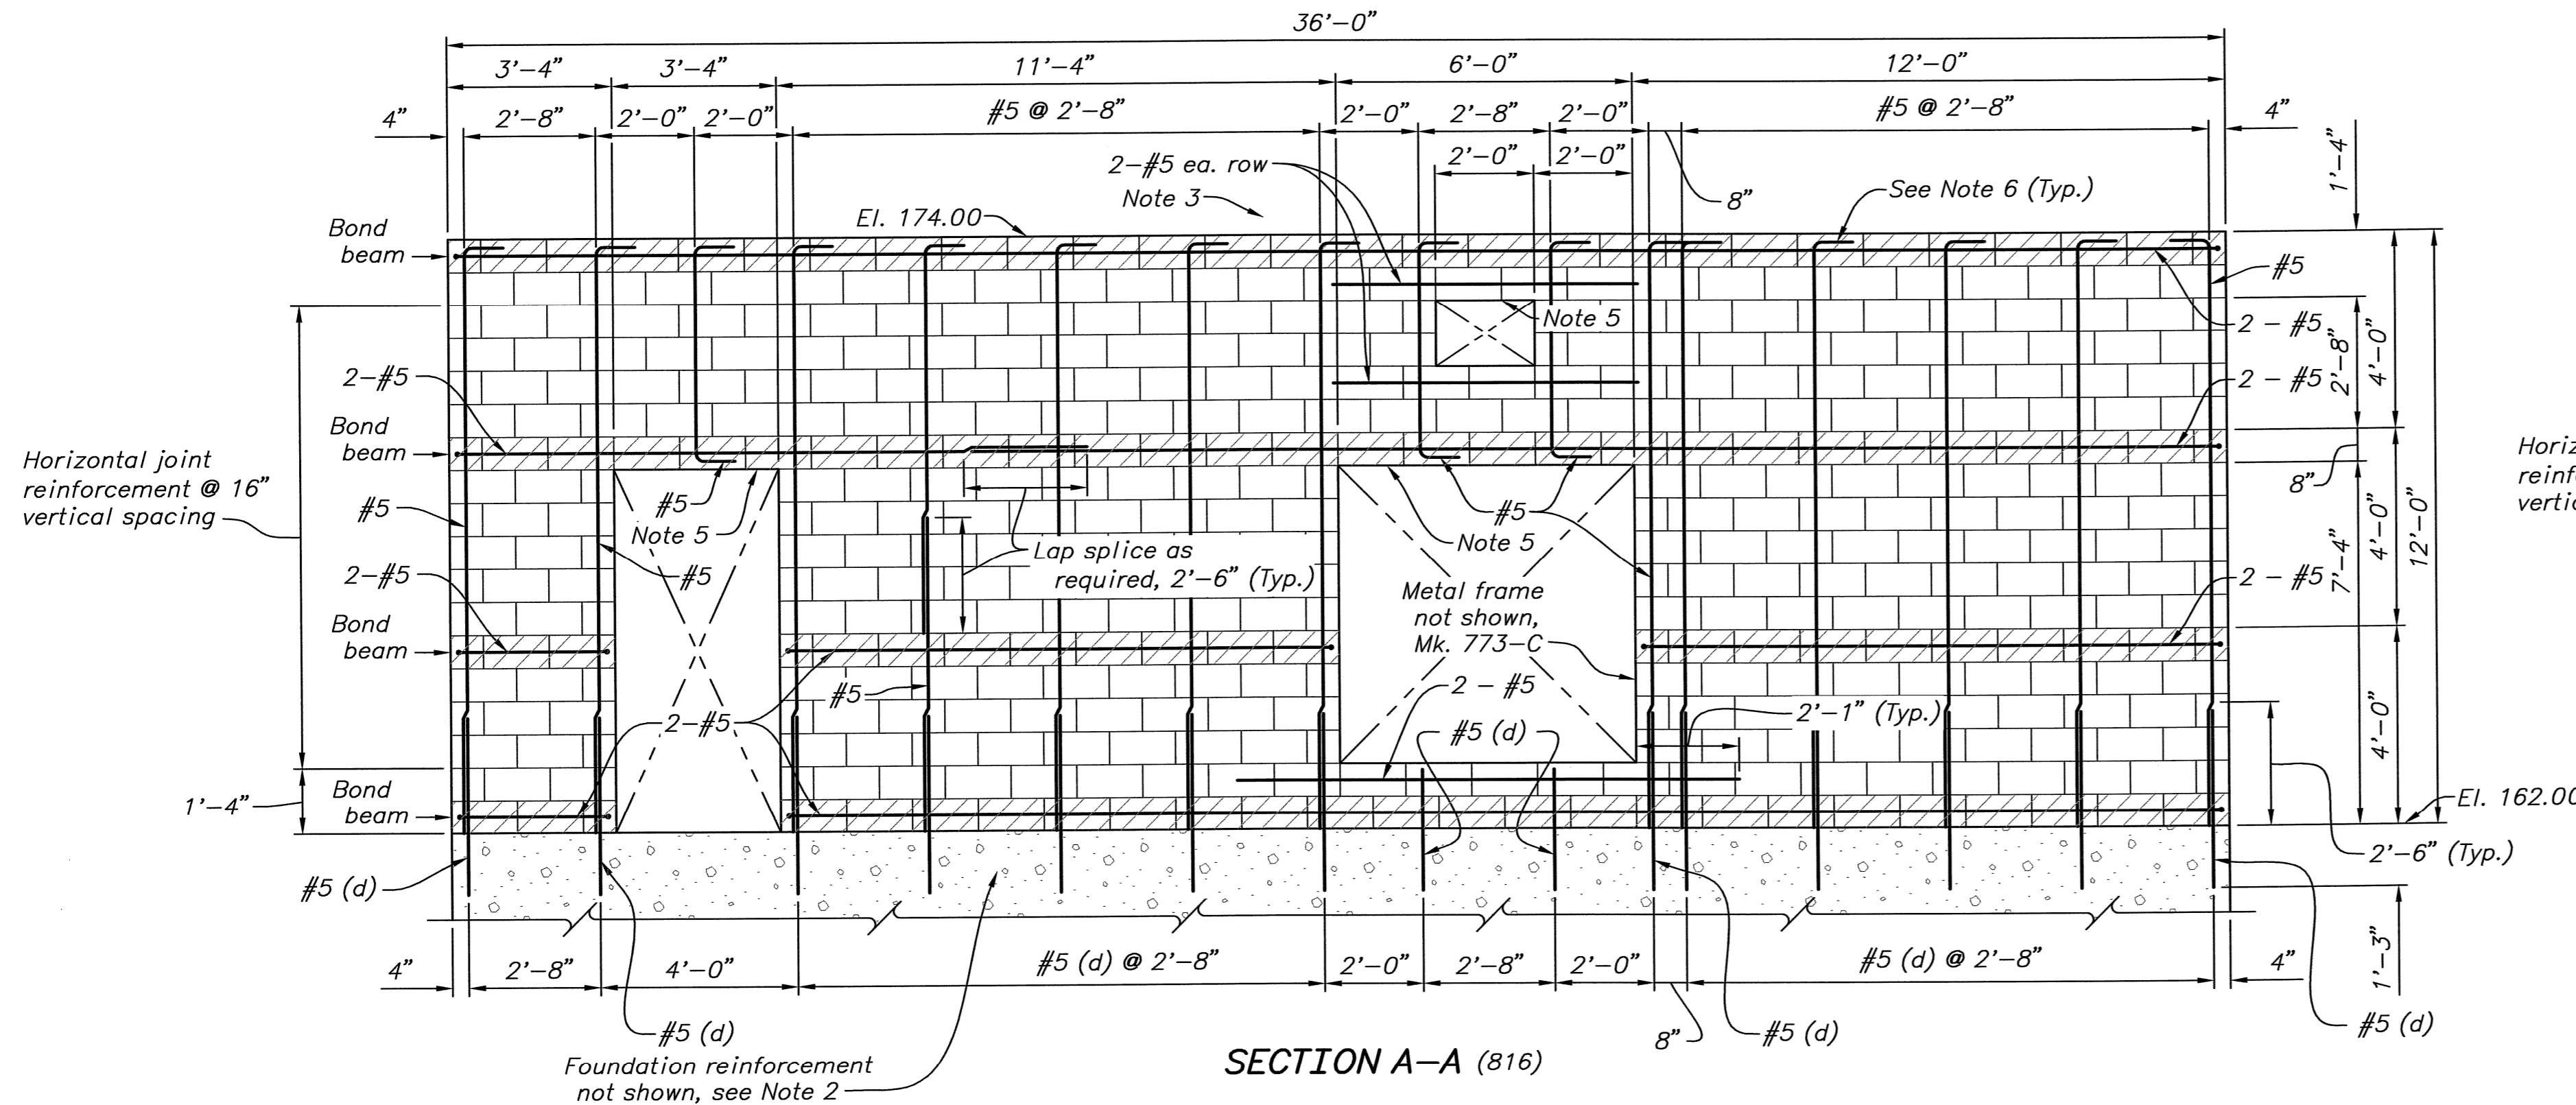 36'-0"
3'-4" 3'-4" 11'-4" 6'-0" 12'-0"
4" 2'-8" 2'-0" 2'-0" #5 @ 2'-8" 2'-0" 2'-8" 2'-0" #5 @ 2'-8" 4"
2'-0" 2'-0"
8"
1'-4"
2-#5 ea. row
Note 3
See Note 6 (Typ.)
El. 174.00
Bond
beam
#5
Note 5
2 - #5
2'-8"
4'-0"
2-#5
2 - #5
Bond
beam
Horizontal joint
reinforcement @ 16"
vertical spacing
#5
#5
Note 5
#5
Note 5
8"
#5
Lap splice as
required, 2'-6" (Typ.)
4'-0"
12'-0"
7'-4"
2-#5
2 - #5
Bond
beam
Metal frame
not shown,
Mk. 773-C
#5
2 - #5
2-#5
#5 (d)
2'-1" (Typ.)
4'-0"
1'-4"
Bond
beam
El. 162.00
2'-6" (Typ.)
#5 (d)
1'-3"
4" 2'-8" 4'-0" #5 (d) @ 2'-8" 2'-0" 2'-8" 2'-0" #5 (d) @ 2'-8" 4"
#5 (d)
8"
#5 (d)
#5 (d)
Foundation reinforcement
not shown, see Note 2
SECTION A-A (816)